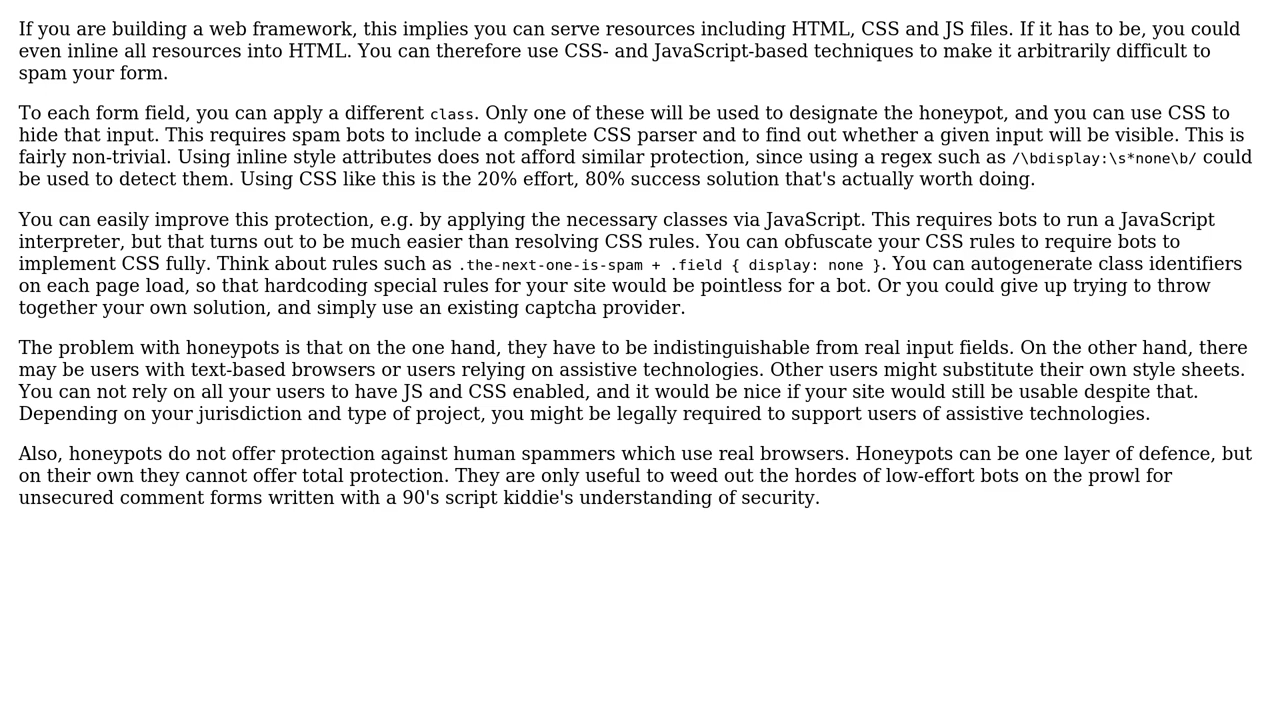 If you are building a web framework, this implies you can serve resources including HTML, CSS and JS files. If it has to be, you could
even inline all resources into HTML. You can therefore use CSS- and JavaScript-based techniques to make it arbitrarily difficult to
spam your form.
To each form field, you can apply a different class. Only one of these will be used to designate the honeypot, and you can use CSS to
hide that input. This requires spam bots to include a complete CSS parser and to find out whether a given input will be visible. This is
fairly non-trivial. Using inline style attributes does not afford similar protection, since using a regex such as /\bdisplay:\s*none\b/ could
be used to detect them. Using CSS like this is the 20% effort, 80% success solution that's actually worth doing.
You can easily improve this protection, e.g. by applying the necessary classes via JavaScript. This requires bots to run a JavaScript
interpreter, but that turns out to be much easier than resolving CSS rules. You can obfuscate your CSS rules to require bots to
implement CSS fully. Think about rules such as .the-next-one-is-spam + .field { display: none }. You can autogenerate class identifiers
on each page load, so that hardcoding special rules for your site would be pointless for a bot. Or you could give up trying to throw
together your own solution, and simply use an existing captcha provider.
The problem with honeypots is that on the one hand, they have to be indistinguishable from real input fields. On the other hand, there
may be users with text-based browsers or users relying on assistive technologies. Other users might substitute their own style sheets.
You can not rely on all your users to have JS and CSS enabled, and it would be nice if your site would still be usable despite that.
Depending on your jurisdiction and type of project, you might be legally required to support users of assistive technologies.
Also, honeypots do not offer protection against human spammers which use real browsers. Honeypots can be one layer of defence, but
on their own they cannot offer total protection. They are only useful to weed out the hordes of low-effort bots on the prowl for
unsecured comment forms written with a 90's script kiddie's understanding of security.